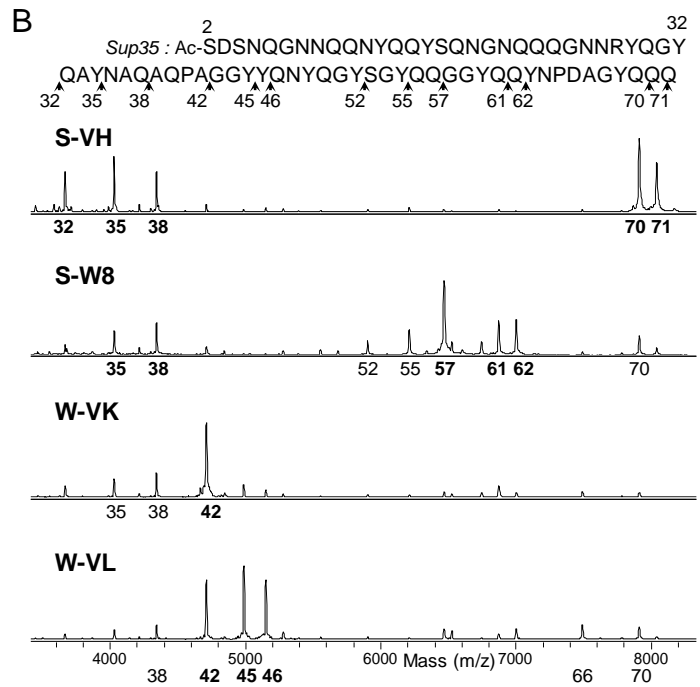 B
2 32
Sup35 : Ac-SDSNQGNNQQNYQQYSQNGNQQQGNNRYQGY
QAYNAQAQPAGGYYQNYQGYSGYQQGGYQQYNPDAGYQQQ
32 35 38 42 45 46 52 55 57 61 62 70 71
S-VH
32 35 38 70 71
S-W8
35 38 52 55 57 61 62 70
W-VK
35 38 42
W-VL
4000 5000 6000 Mass (m/z) 7000 8000
38 42 45 46 66 70